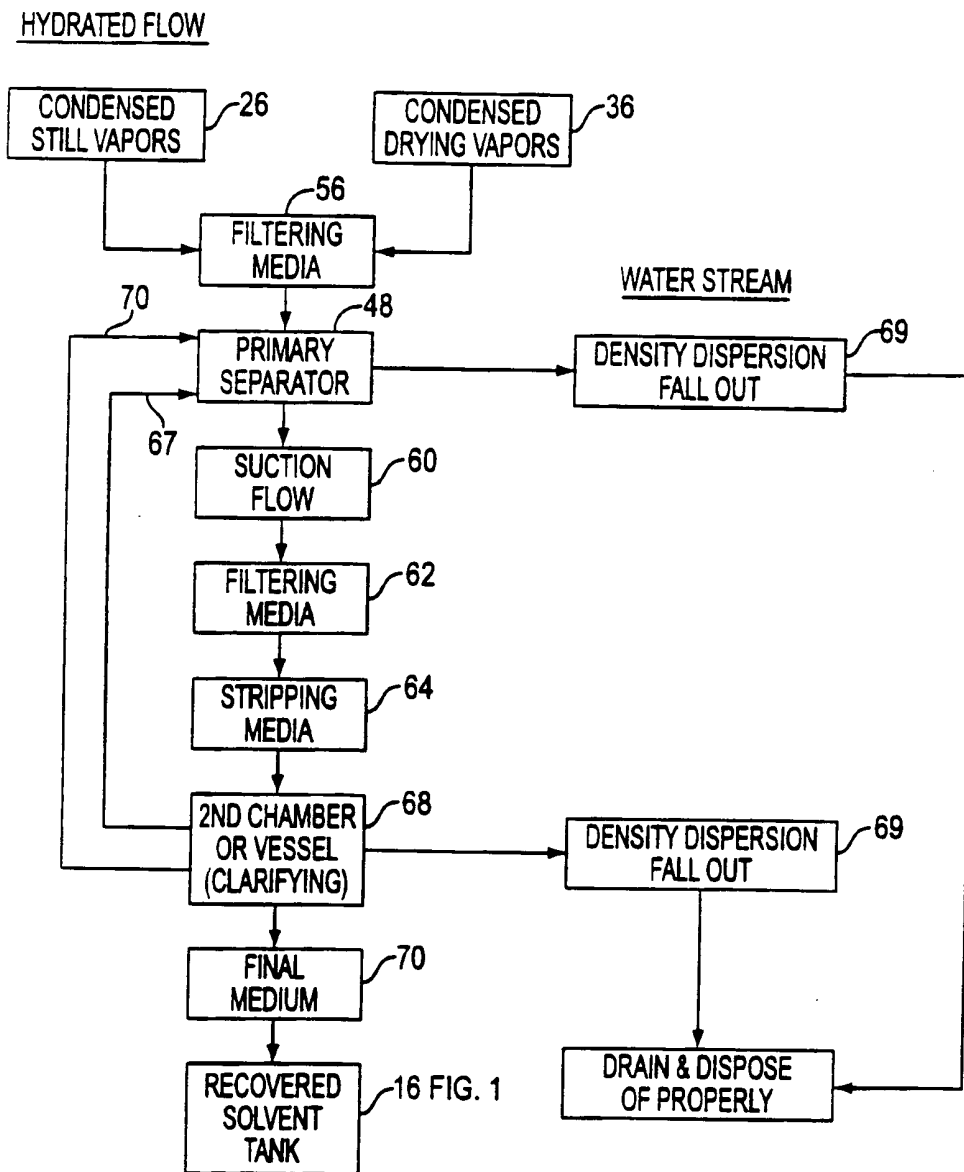 HYDRATED FLOW
CONDENSED
STILL VAPORS
26
CONDENSED
DRYING VAPORS
36
56
FILTERING
MEDIA
WATER STREAM
70
48
PRIMARY
SEPARATOR
69
DENSITY DISPERSION
FALL OUT
67
SUCTION
FLOW
60
FILTERING
MEDIA
62
STRIPPING
MEDIA
64
2ND CHAMBER
OR VESSEL
(CLARIFYING)
68
DENSITY DISPERSION
FALL OUT
69
FINAL
MEDIUM
70
RECOVERED
SOLVENT
TANK
16 FIG. 1
DRAIN & DISPOSE
OF PROPERLY